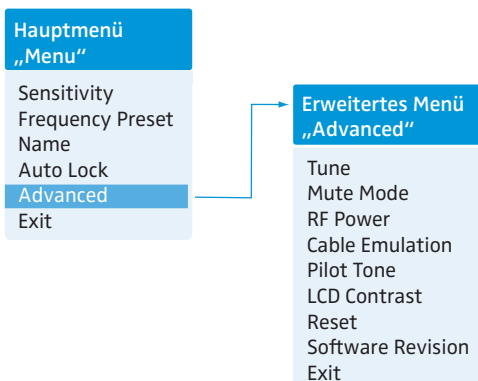 Hauptmenü
„Menu“
Sensitivity
Frequency Preset
Name
Auto Lock
Advanced
Exit
Erweitertes Menü
„Advanced“
Tune
Mute Mode
RF Power
Cable Emulation
Pilot Tone
LCD Contrast
Reset
Software Revision
Exit